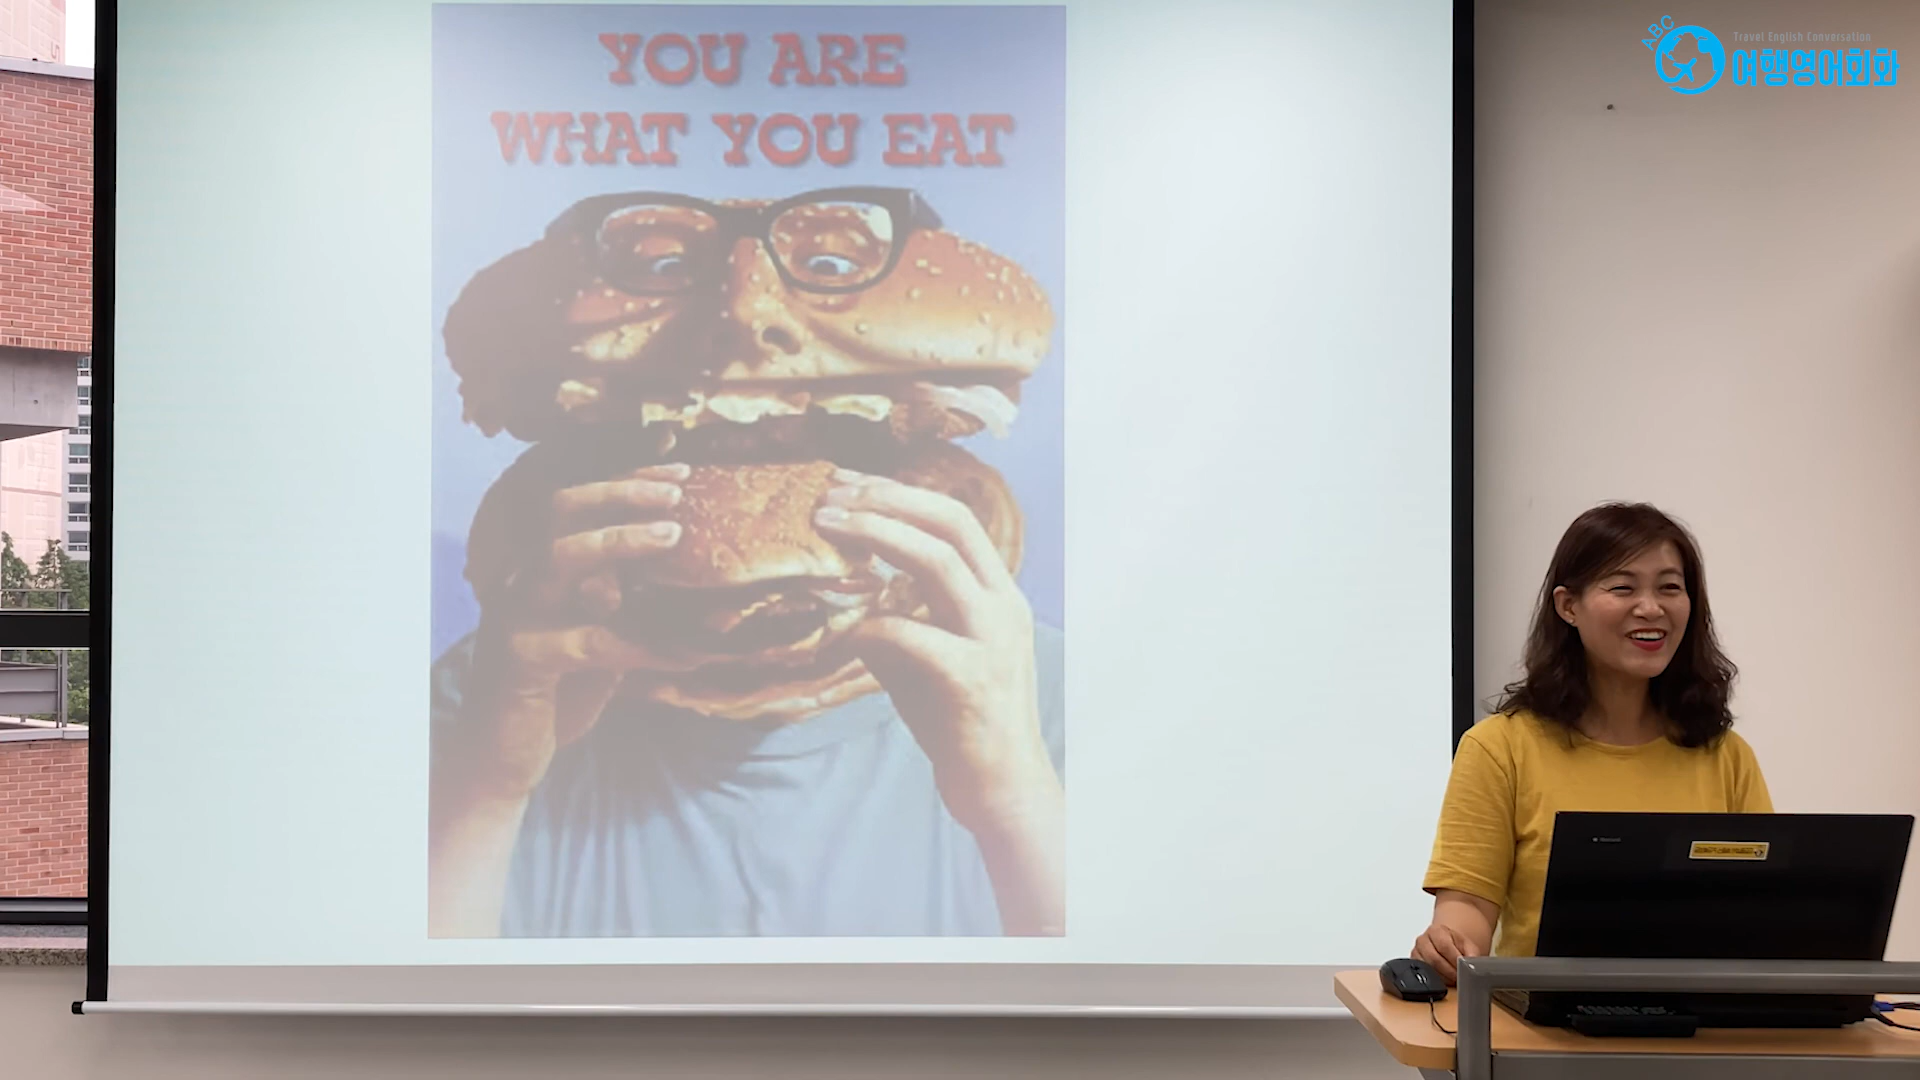 YOU ARE
WHAT YOU EAT
ABC
Travel English Conversation
여행영어회화